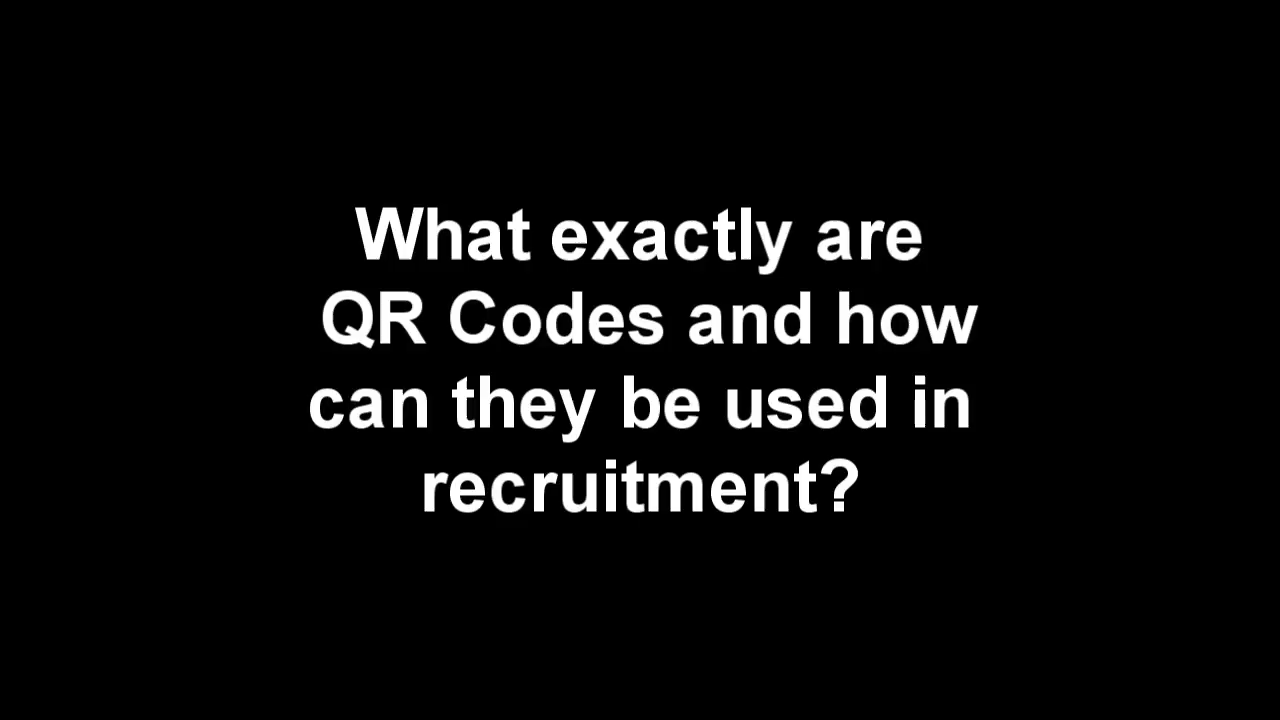 What exactly are
QR Codes and how
can they be used in
recruitment?